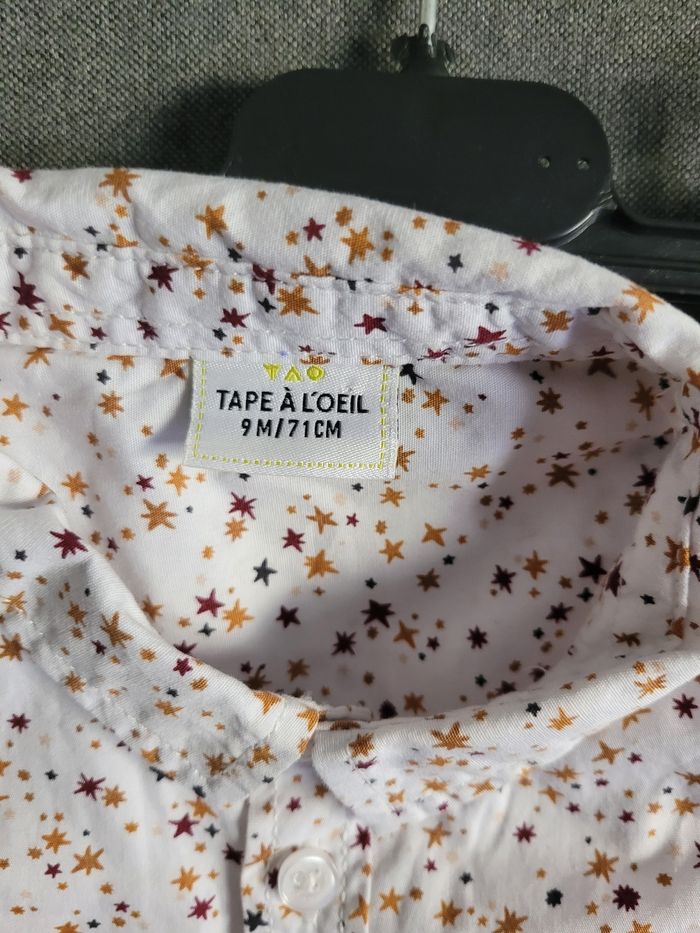 TAO
TAPE À L'OEIL
9M/71CM